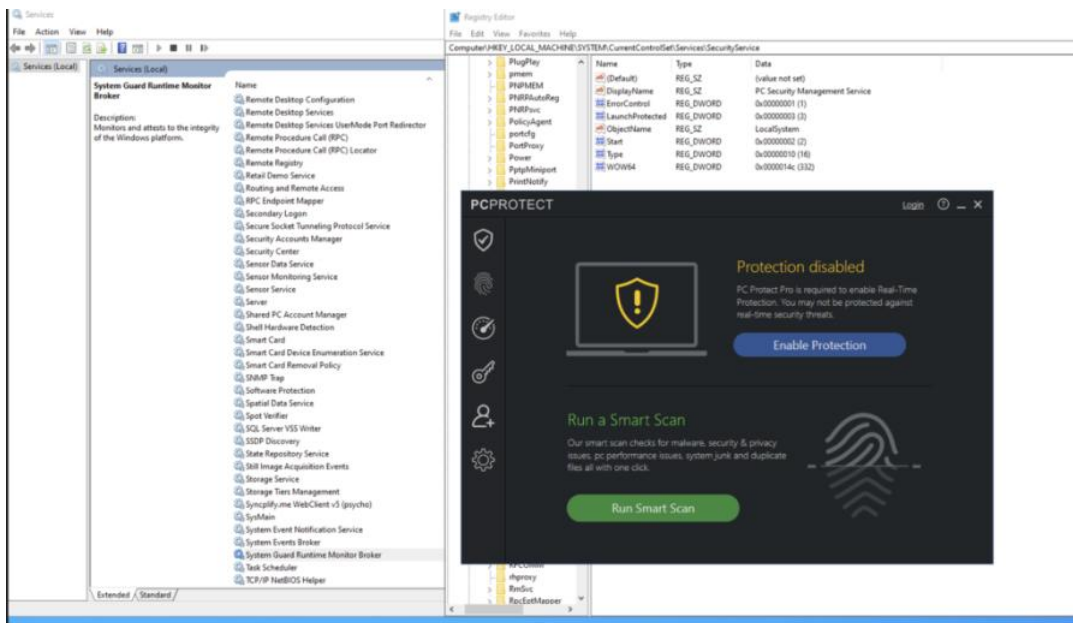 Services
File Action View Help
Services (Local)
Services (Local)
System Guard Runtime Monitor
Broker
Description:
Monitors and attests to the integrity
of the Windows platform.
Name
Remote Desktop Configuration
Remote Desktop Services
Remote Desktop Services UserMode Port Redirector
Remote Procedure Call (RPC)
Remote Procedure Call (RPC) Locator
Remote Registry
Retail Demo Service
Routing and Remote Access
RPC Endpoint Mapper
Secondary Logon
Secure Socket Tunneling Protocol Service
Security Accounts Manager
Security Center
Sensor Data Service
Sensor Monitoring Service
Sensor Service
Server
Shared PC Account Manager
Shell Hardware Detection
Smart Card
Smart Card Device Enumeration Service
Smart Card Removal Policy
SNMP Trap
Software Protection
Spatial Data Service
Spot Verifier
SQL Server VSS Writer
SSDP Discovery
State Repository Service
Still Image Acquisition Events
Storage Service
Storage Tiers Management
Syncplify.me WebClient v5 (psycho)
SysMain
System Event Notification Service
System Events Broker
System Guard Runtime Monitor Broker
Task Scheduler
TCP/IP NetBIOS Helper
Extended Standard
Registry Editor
File Edit View Favorites Help
Computer\HKEY_LOCAL_MACHINE\SYSTEM\CurrentControlSet\Services\SecurityService
PlugPlay
pmem
PNPMEM
PNRPAutoReg
PNRPsvc
PolicyAgent
portcfg
PortProxy
Power
PptpMiniport
PrintNotify
Name Type Data
(Default) REG_SZ (value not set)
DisplayName REG_SZ PC Security Management Service
ErrorControl REG_DWORD 0x00000001 (1)
LaunchProtected REG_DWORD 0x00000003 (3)
ObjectName REG_SZ LocalSystem
Start REG_DWORD 0x00000002 (2)
Type REG_DWORD 0x00000010 (16)
WOW64 REG_DWORD 0x0000014c (332)
PCPROTECT
Login
Protection disabled
PC Protect Pro is required to enable Real-Time
Protection. You may not be protected against
real-time security threats.
Enable Protection
Run a Smart Scan
Our smart scan checks for malware, security & privacy
issues, pc performance issues, system junk and duplicate
files all with one click.
Run Smart Scan
rhproxy
RmSvc
RpcEptMapper